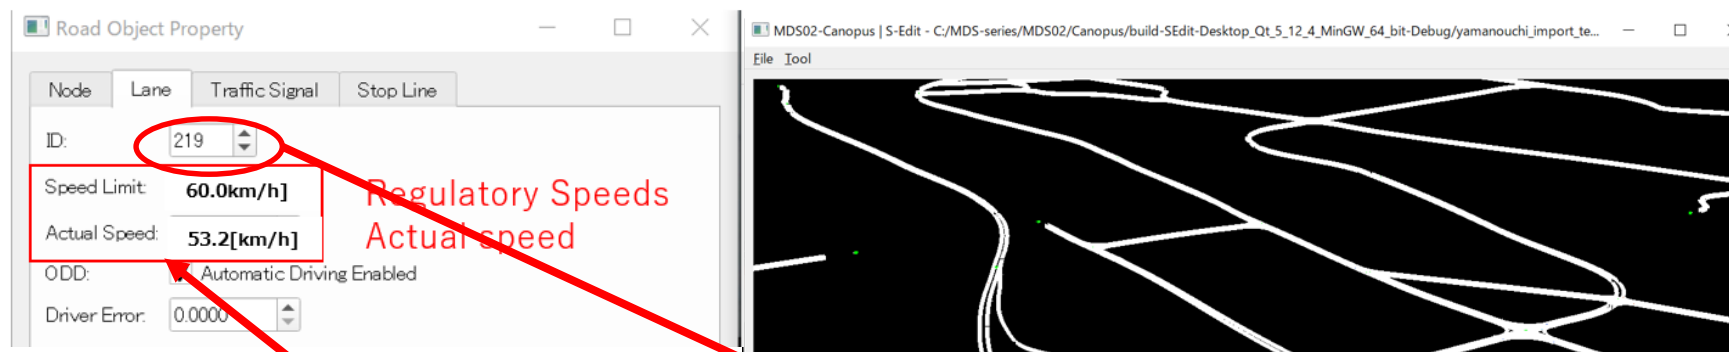 Road Object Property
Node Lane Traffic Signal Stop Line
ID: 219
Speed Limit: 60.0km/h]
Actual Speed: 53.2[km/h]
Regulatory Speeds
Actual speed
ODD: Automatic Driving Enabled
Driver Error: 0.0000
MDS02-Canopus | S-Edit - C:/MDS-series/MDS02/Canopus/build-SEdit-Desktop_Qt_5_12_4_MinGW_64_bit-Debug/yamanouchi_import_te...
File Tool